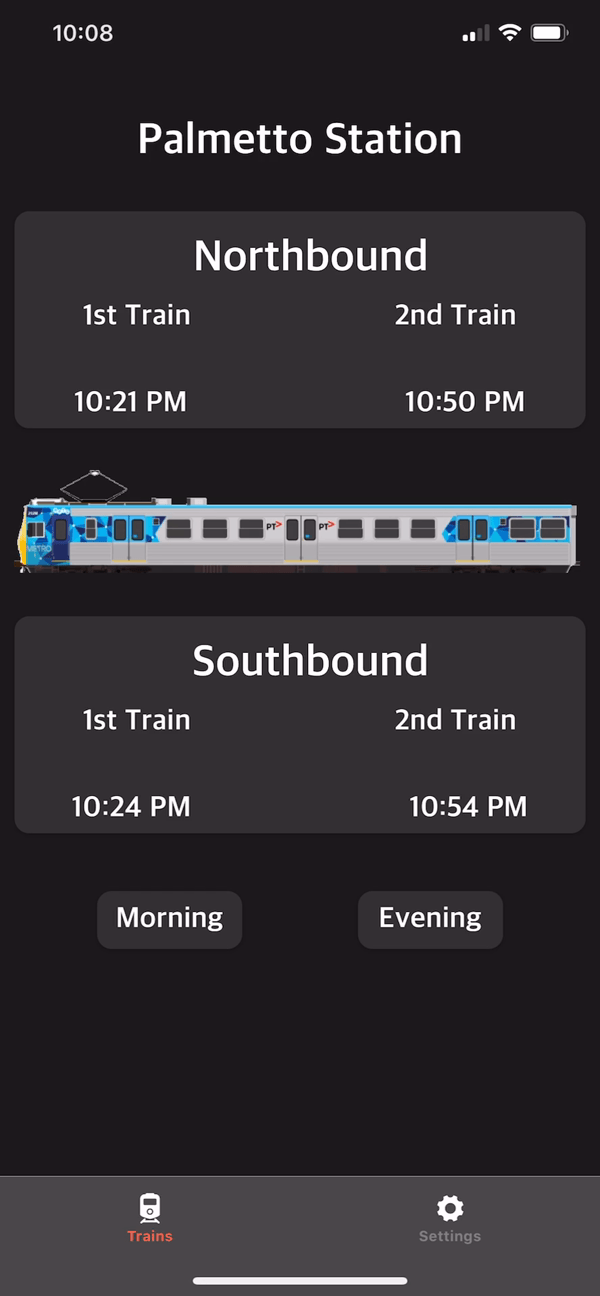 10:08
Palmetto Station
Northbound
1st Train 2nd Train
10:21 PM 10:50 PM
PT> PT>
METRO
Southbound
1st Train 2nd Train
10:24 PM 10:54 PM
Morning Evening
Trains Settings